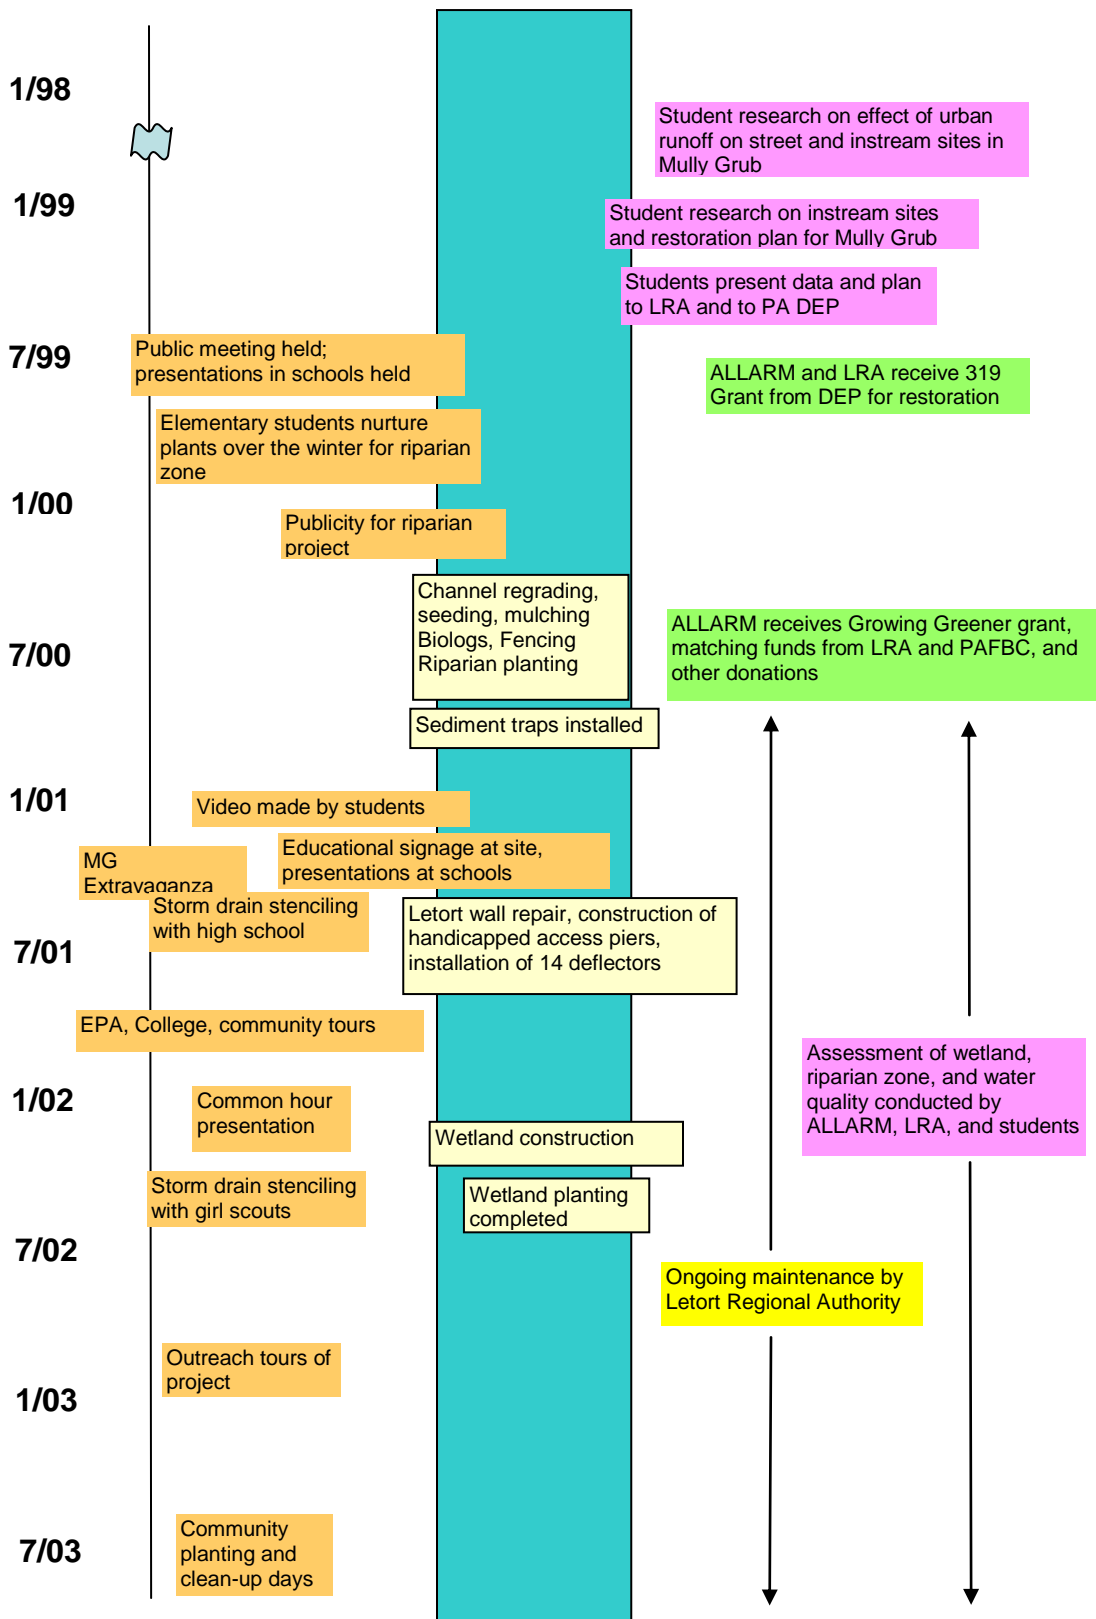 1/98
Student research on effect of urban
runoff on street and instream sites in
Mully Grub
1/99
Student research on instream sites
and restoration plan for Mully Grub
Students present data and plan
to LRA and to PA DEP
7/99
Public meeting held;
presentations in schools held
ALLARM and LRA receive 319
Grant from DEP for restoration
Elementary students nurture
plants over the winter for riparian
zone
1/00
Publicity for riparian
project
Channel regrading,
seeding, mulching
Biologs, Fencing
Riparian planting
7/00
ALLARM receives Growing Greener grant,
matching funds from LRA and PAFBC, and
other donations
Sediment traps installed
1/01
Video made by students
MG
Extravaganza
Educational signage at site,
presentations at schools
Storm drain stenciling
with high school
7/01
Letort wall repair, construction of
handicapped access piers,
installation of 14 deflectors
EPA, College, community tours
Assessment of wetland,
riparian zone, and water
quality conducted by
ALLARM, LRA, and students
1/02
Common hour
presentation
Wetland construction
Storm drain stenciling
with girl scouts
Wetland planting
completed
7/02
Ongoing maintenance by
Letort Regional Authority
Outreach tours of
project
1/03
7/03
Community
planting and
clean-up days